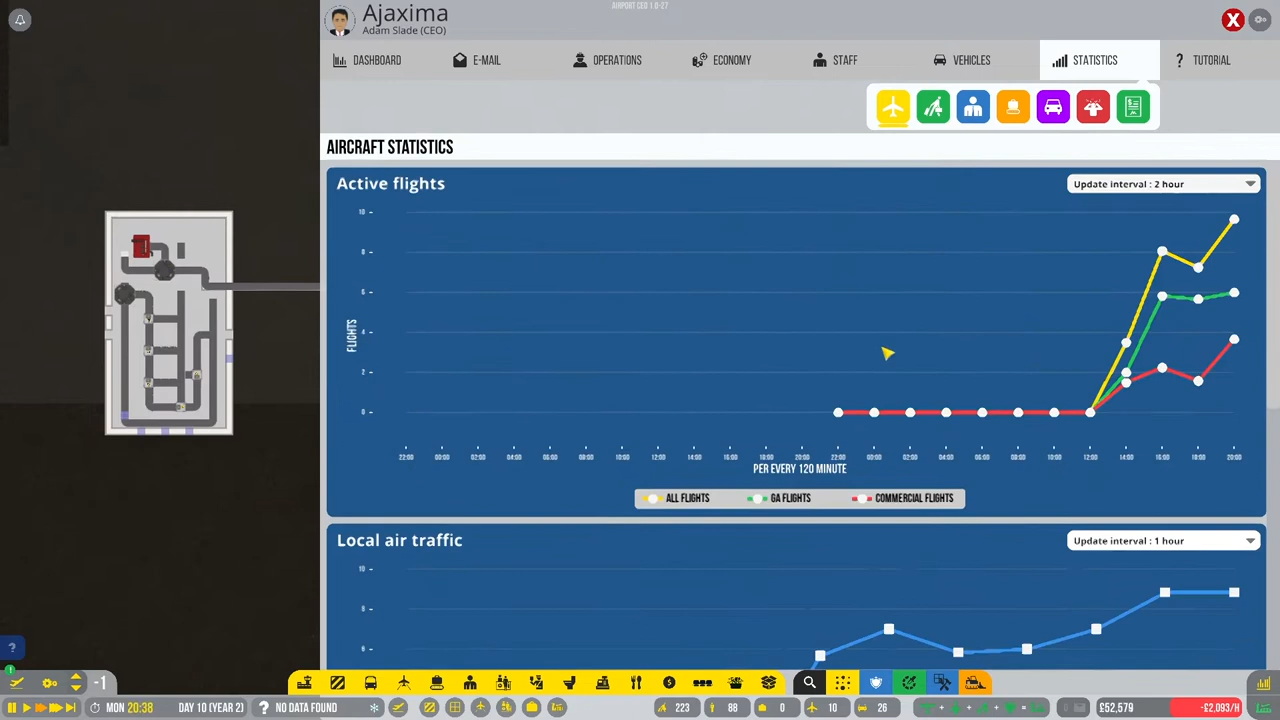 AIRPORT CEO 1.0-27
Ajaxima
Adam Slade (CEO)
X
DASHBOARD
E-MAIL
OPERATIONS
ECONOMY
STAFF
VEHICLES
STATISTICS
? TUTORIAL
AIRCRAFT STATISTICS
Active flights
Update interval : 2 hour
10
8
6
4
2
0
FLIGHTS
22:00 00:00 02:00 04:00 06:00 08:00 10:00 12:00 14:00 16:00 18:00 20:00 22:00 00:00 02:00 04:00 06:00 08:00 10:00 12:00 14:00 16:00 18:00 20:00
PER EVERY 120 MINUTE
ALL FLIGHTS
GA FLIGHTS
COMMERCIAL FLIGHTS
Local air traffic
Update interval : 1 hour
10
8
6
?
-1
MON 20:38
DAY 10 (YEAR 2)
? NO DATA FOUND
223
88
0
10
26
£52,579
-£2,093/H